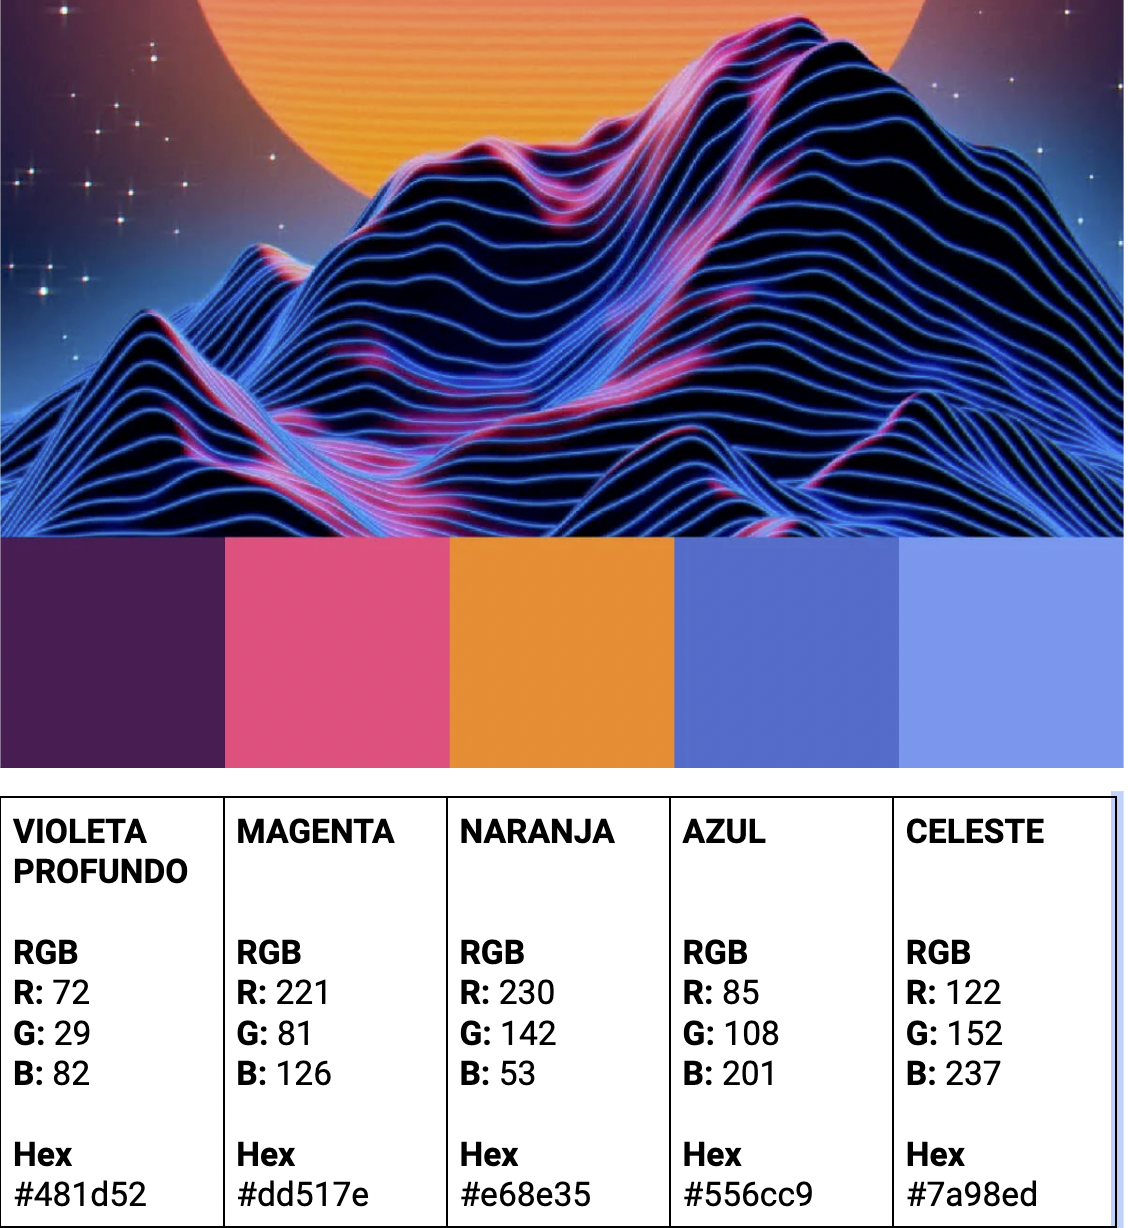 VIOLETA
PROFUNDO
RGB
R: 72
G: 29
B: 82
Hex
#481d52
MAGENTA
RGB
R: 221
G: 81
B: 126
Hex
#dd517e
NARANJA
RGB
R: 230
G: 142
B: 53
Hex
#e68e35
AZUL
RGB
R: 85
G: 108
B: 201
Hex
#556cc9
CELESTE
RGB
R: 122
G: 152
B: 237
Hex
#7a98ed